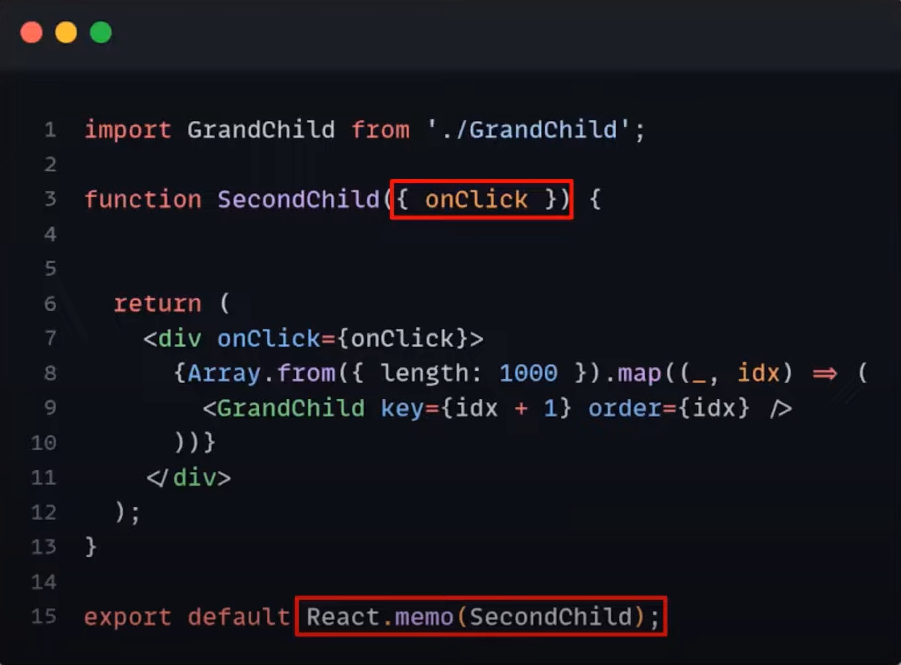 1 import GrandChild from './GrandChild';
2
3 function SecondChild({ onClick }) {
4
5
6 return (
7 <div onClick={onClick}>
8 {Array.from({ length: 1000 }).map((_, idx) => (
9 <GrandChild key={idx + 1} order={idx} />
10 ))}
11 </div>
12 );
13 }
14
15 export default React.memo(SecondChild);